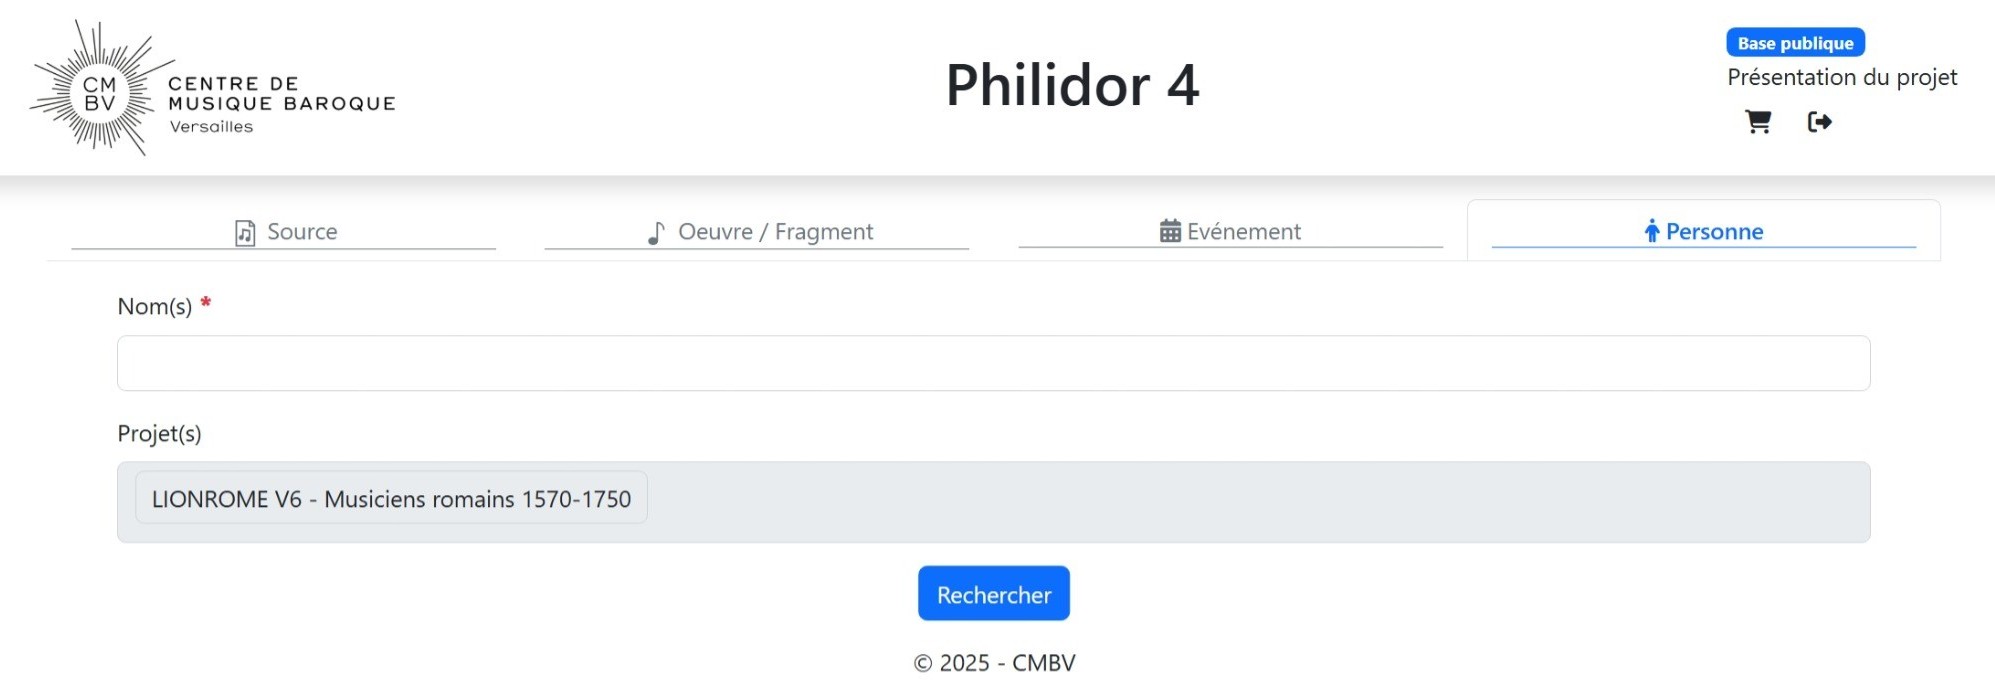 CM
BV
CENTRE DE
MUSIQUE BAROQUE
Versailles
Philidor 4
Base publique
Présentation du projet
Source
Oeuvre / Fragment
Evénement
Personne
Nom(s) *
Projet(s)
LIONROME V6 - Musiciens romains 1570-1750
Rechercher
© 2025 - CMBV